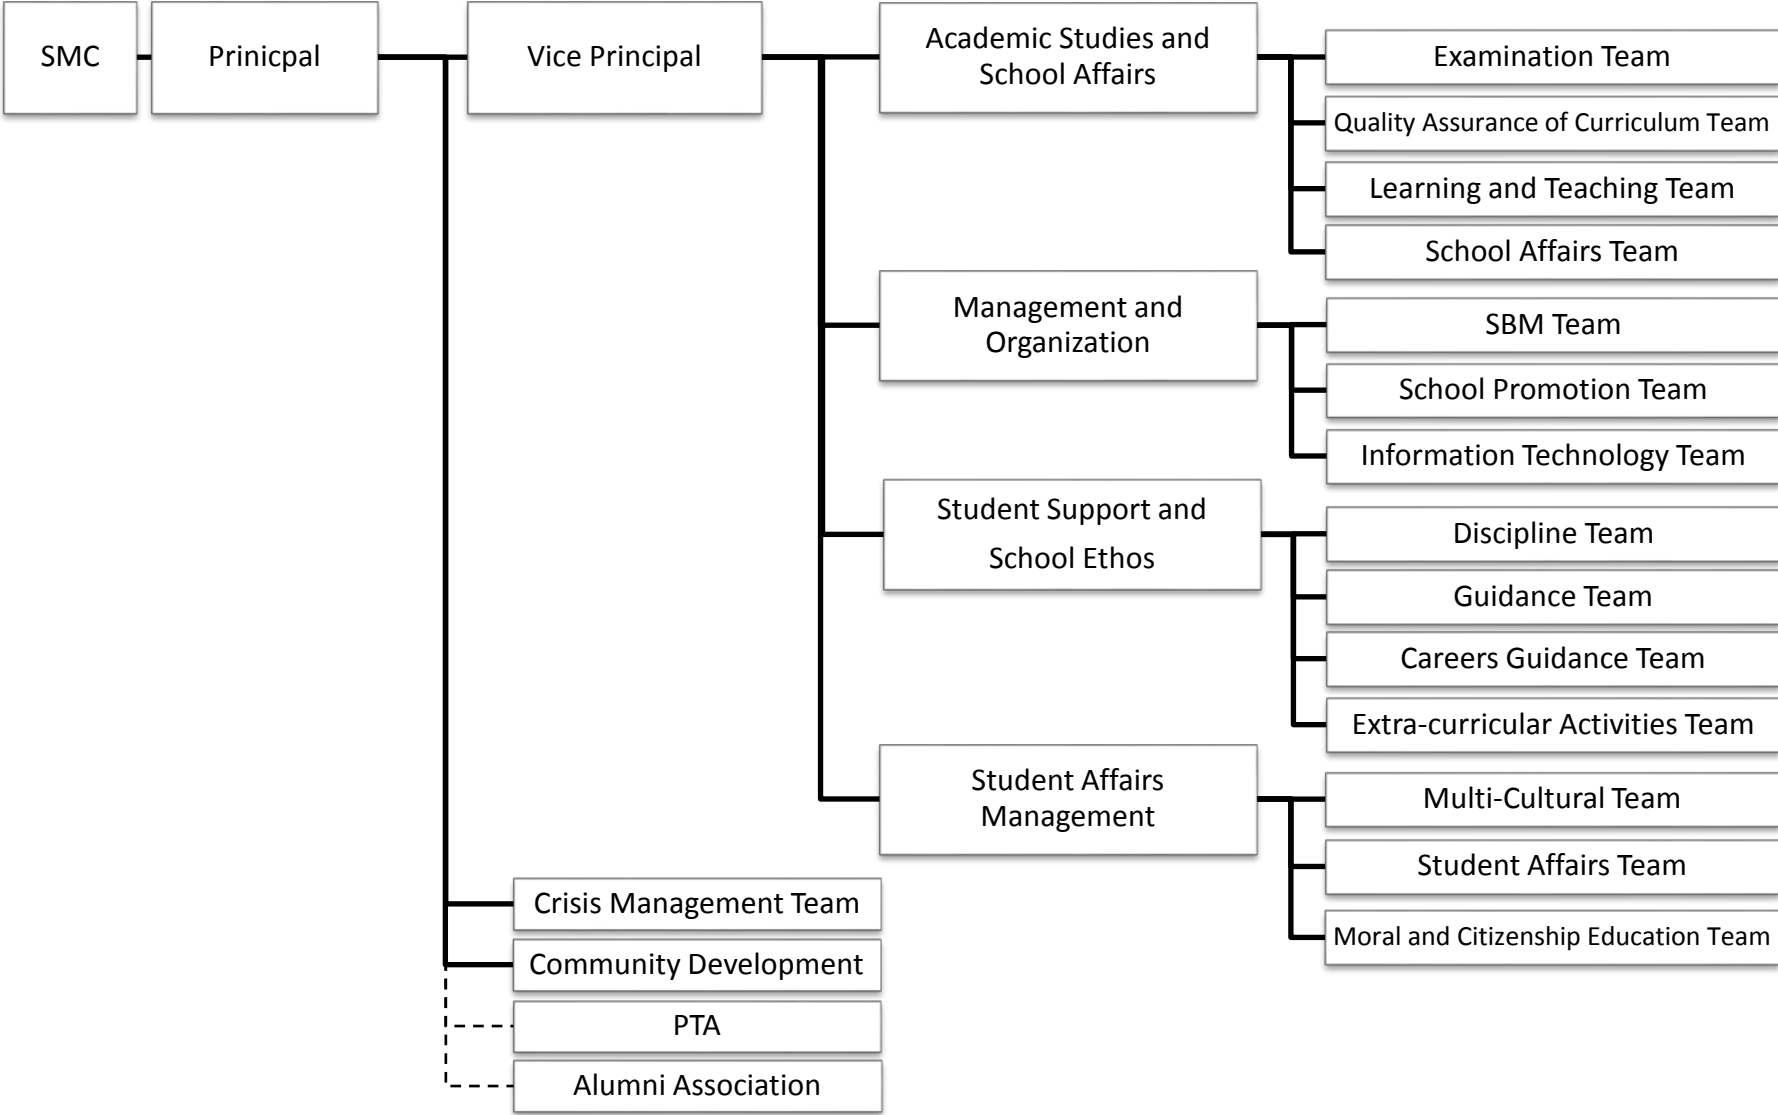 SMC
Prinicpal
Vice Principal
Academic Studies and
School Affairs
Examination Team
Quality Assurance of Curriculum Team
Learning and Teaching Team
School Affairs Team
Management and
Organization
SBM Team
School Promotion Team
Information Technology Team
Student Support and
School Ethos
Discipline Team
Guidance Team
Careers Guidance Team
Extra-curricular Activities Team
Student Affairs
Management
Multi-Cultural Team
Student Affairs Team
Moral and Citizenship Education Team
Crisis Management Team
Community Development
PTA
Alumni Association